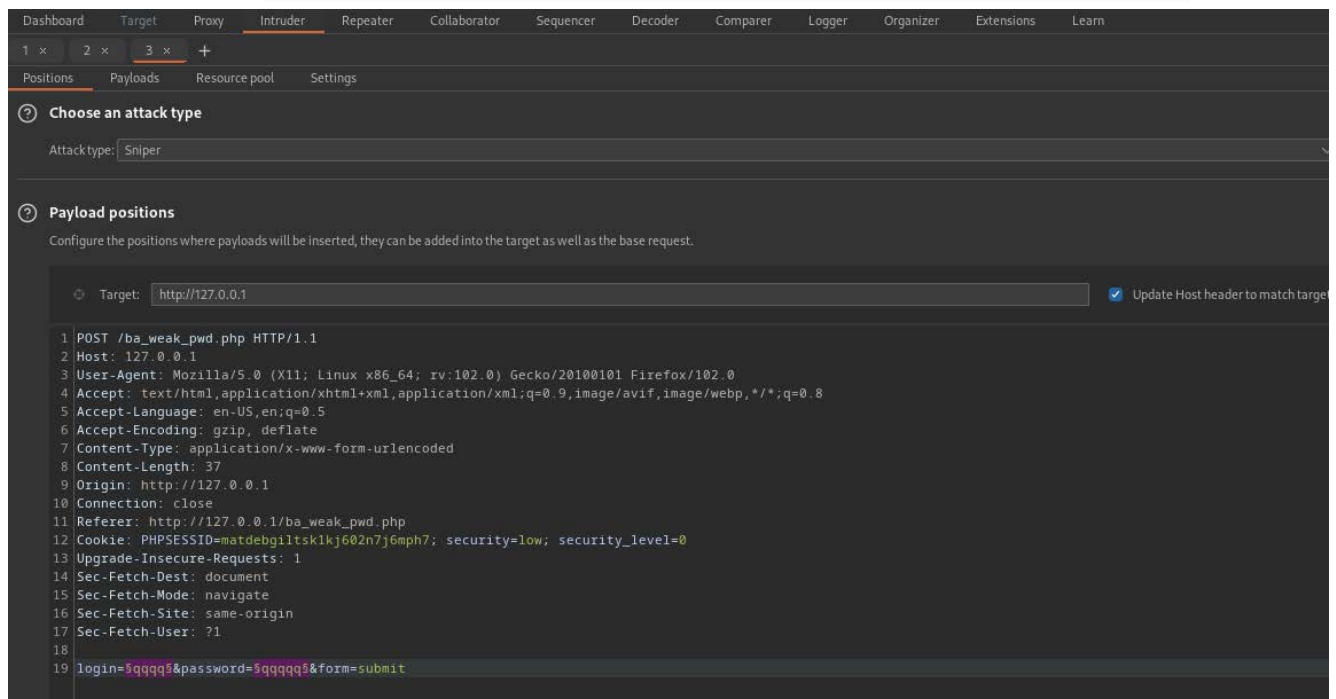 Dashboard Target Proxy Intruder Repeater Collaborator Sequencer Decoder Comparer Logger Organizer Extensions Learn
1 × 2 × 3 × +
Positions Payloads Resource pool Settings
? Choose an attack type
Attack type: Sniper
? Payload positions
Configure the positions where payloads will be inserted, they can be added into the target as well as the base request.
Target: http://127.0.0.1 Update Host header to match target
1 POST /ba_weak_pwd.php HTTP/1.1
2 Host: 127.0.0.1
3 User-Agent: Mozilla/5.0 (X11; Linux x86_64; rv:102.0) Gecko/20100101 Firefox/102.0
4 Accept: text/html,application/xhtml+xml,application/xml;q=0.9,image/avif,image/webp,*/*;q=0.8
5 Accept-Language: en-US,en;q=0.5
6 Accept-Encoding: gzip, deflate
7 Content-Type: application/x-www-form-urlencoded
8 Content-Length: 37
9 Origin: http://127.0.0.1
10 Connection: close
11 Referer: http://127.0.0.1/ba_weak_pwd.php
12 Cookie: PHPSESSID=matdebgiltsk1kj602n7j6mph7; security=low; security_level=0
13 Upgrade-Insecure-Requests: 1
14 Sec-Fetch-Dest: document
15 Sec-Fetch-Mode: navigate
16 Sec-Fetch-Site: same-origin
17 Sec-Fetch-User: ?1
18
19 login=§qqqq§&password=§qqqqq§&form=submit